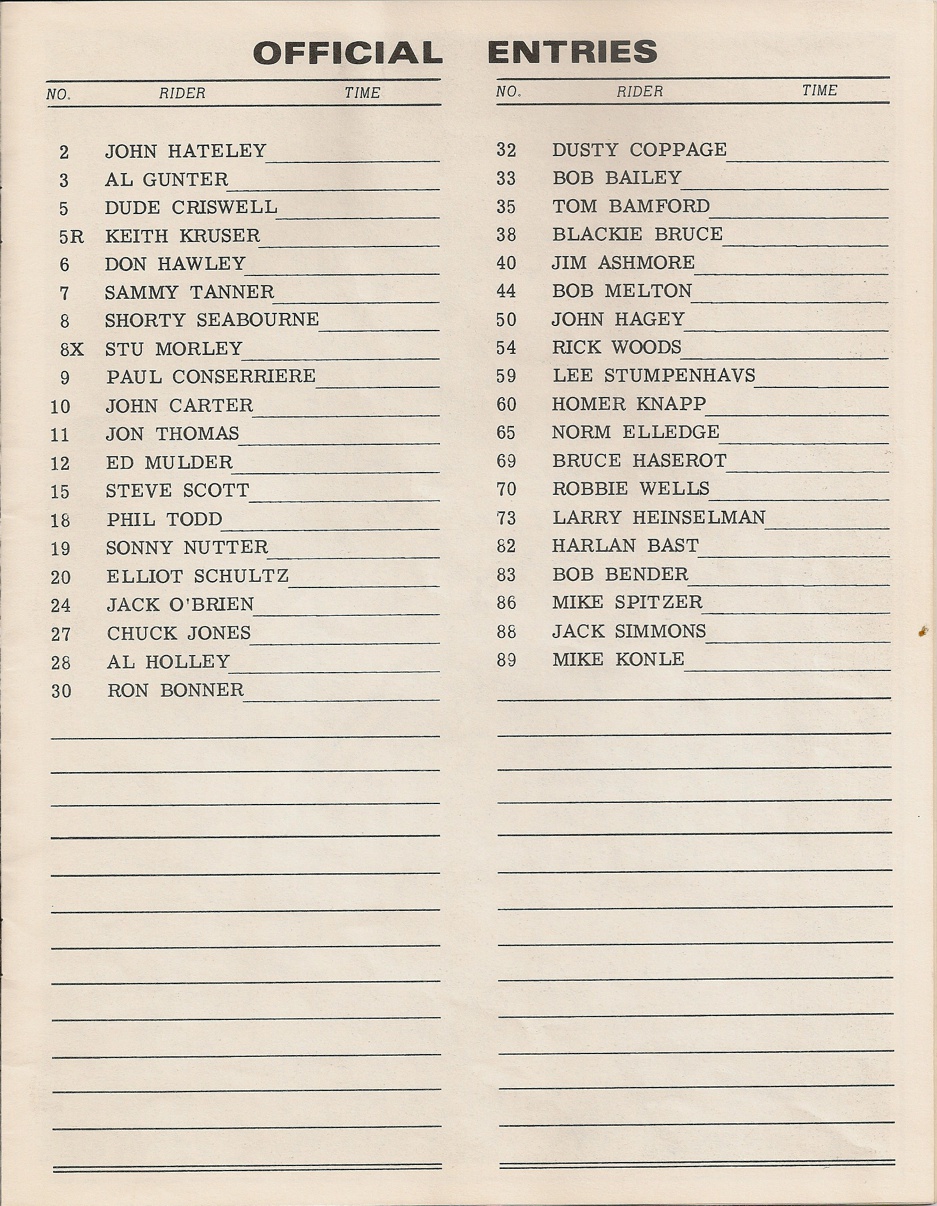 OFFICIAL ENTRIES
NO. RIDER TIME
2 JOHN HATELEY
3 AL GUNTER
5 DUDE CRISWELL
5R KEITH KRUSER
6 DON HAWLEY
7 SAMMY TANNER
8 SHORTY SEABOURNE
8X STU MORLEY
9 PAUL CONSERRIERE
10 JOHN CARTER
11 JON THOMAS
12 ED MULDER
15 STEVE SCOTT
18 PHIL TODD
19 SONNY NUTTER
20 ELLIOT SCHULTZ
24 JACK O'BRIEN
27 CHUCK JONES
28 AL HOLLEY
30 RON BONNER
NO. RIDER TIME
32 DUSTY COPPAGE
33 BOB BAILEY
35 TOM BAMFORD
38 BLACKIE BRUCE
40 JIM ASHMORE
44 BOB MELTON
50 JOHN HAGEY
54 RICK WOODS
59 LEE STUMPENHAVS
60 HOMER KNAPP
65 NORM ELLEDGE
69 BRUCE HASEROT
70 ROBBIE WELLS
73 LARRY HEINSELMAN
82 HARLAN BAST
83 BOB BENDER
86 MIKE SPITZER
88 JACK SIMMONS
89 MIKE KONLE